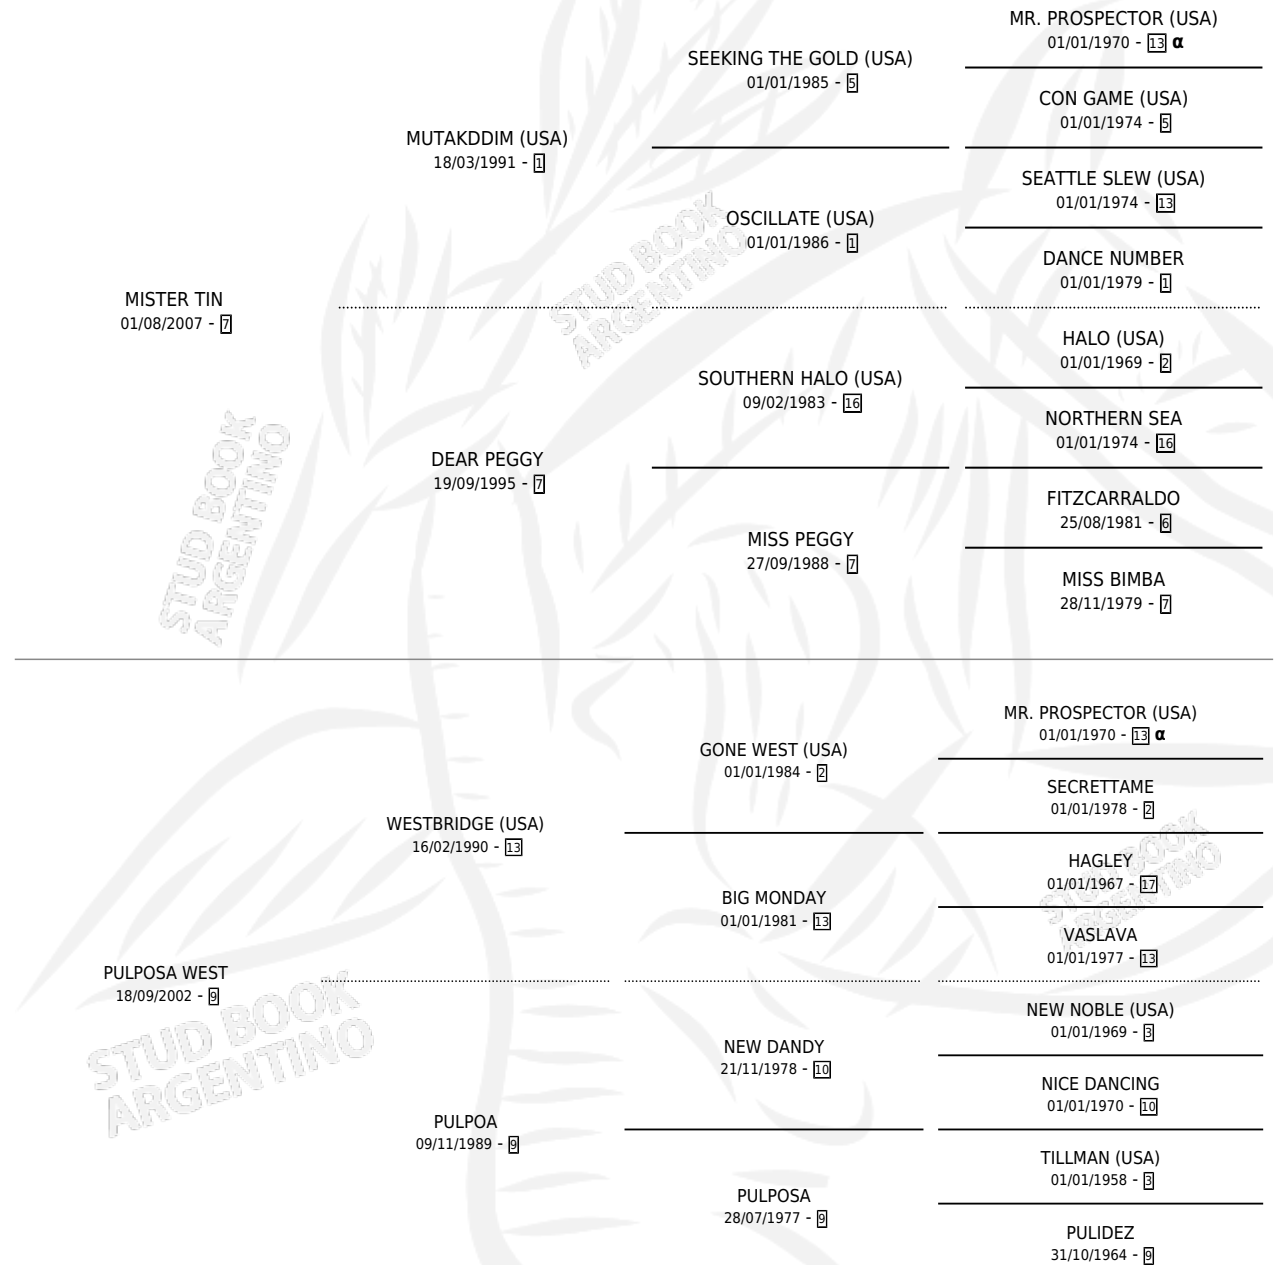 MR. PROSPECTOR (USA)
01/01/1970 - 13 α
SEEKING THE GOLD (USA)
01/01/1985 - 5
CON GAME (USA)
01/01/1974 - 5
MUTAKDDIM (USA)
18/03/1991 - 1
SEATTLE SLEW (USA)
01/01/1974 - 13
OSCILLATE (USA)
01/01/1986 - 1
DANCE NUMBER
01/01/1979 - 1
MISTER TIN
01/08/2007 - 7
HALO (USA)
01/01/1969 - 2
SOUTHERN HALO (USA)
09/02/1983 - 16
NORTHERN SEA
01/01/1974 - 16
DEAR PEGGY
19/09/1995 - 7
FITZCARRALDO
25/08/1981 - 6
MISS PEGGY
27/09/1988 - 7
MISS BIMBA
28/11/1979 - 7
MR. PROSPECTOR (USA)
01/01/1970 - 13 α
GONE WEST (USA)
01/01/1984 - 2
SECRETTAME
01/01/1978 - 2
WESTBRIDGE (USA)
16/02/1990 - 13
HAGLEY
01/01/1967 - 17
BIG MONDAY
01/01/1981 - 13
VASLAVA
01/01/1977 - 13
PULPOSA WEST
18/09/2002 - 9
NEW NOBLE (USA)
01/01/1969 - 3
NEW DANDY
21/11/1978 - 10
NICE DANCING
01/01/1970 - 10
PULPOA
09/11/1989 - 9
TILLMAN (USA)
01/01/1958 - 3
PULPOSA
28/07/1977 - 9
PULIDEZ
31/10/1964 - 9
STUD BOOK
ARGENTINO
STUD BOOK
ARGENTINO
STUD BOOK
ARGENTINO
STUD BOOK
ARGENTINO